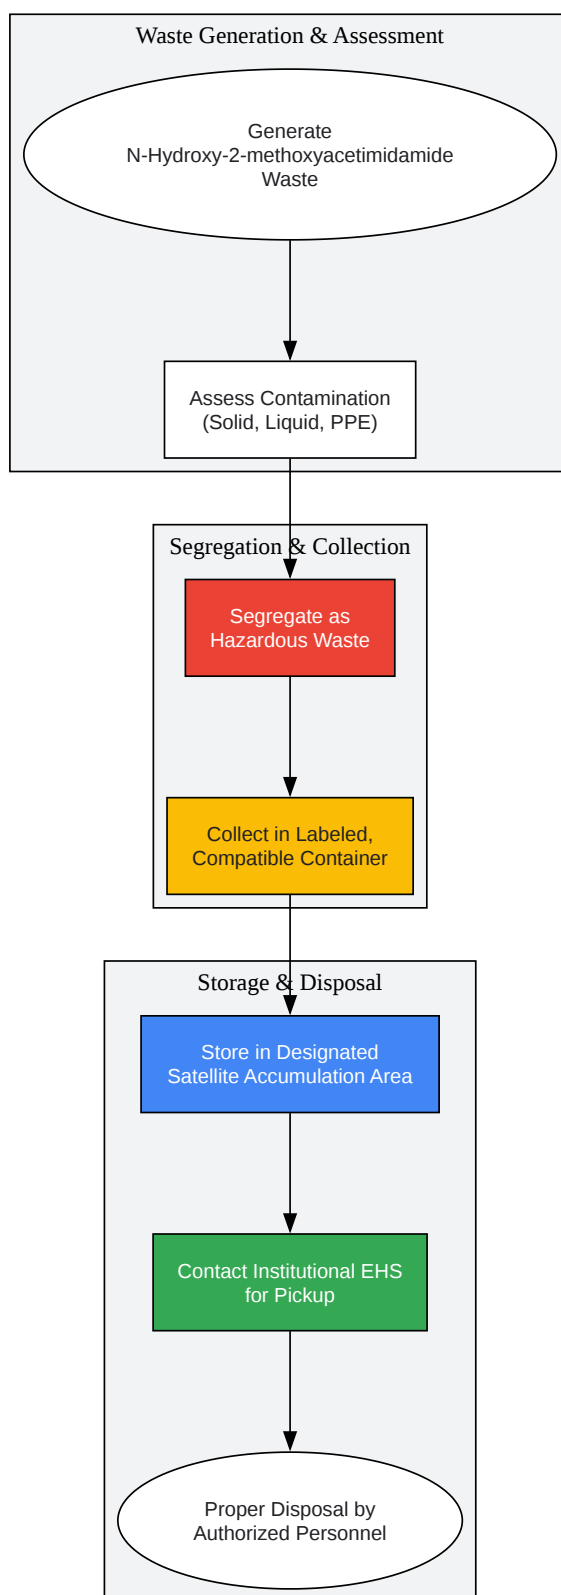 Waste Generation & Assessment
Generate
N-Hydroxy-2-methoxyacetimidamide
Waste
Assess Contamination
(Solid, Liquid, PPE)
Segregation & Collection
Segregate as
Hazardous Waste
Collect in Labeled,
Compatible Container
Storage & Disposal
Store in Designated
Satellite Accumulation Area
Contact Institutional EHS
for Pickup
Proper Disposal by
Authorized Personnel